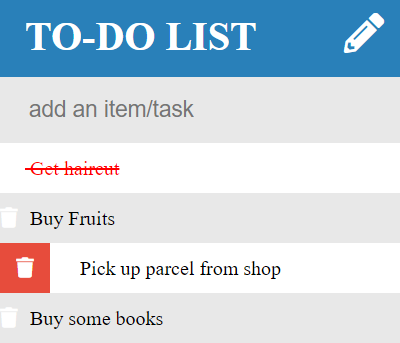 TO-DO LIST
add an item/task
Get haircut
Buy Fruits
Pick up parcel from shop
Buy some books